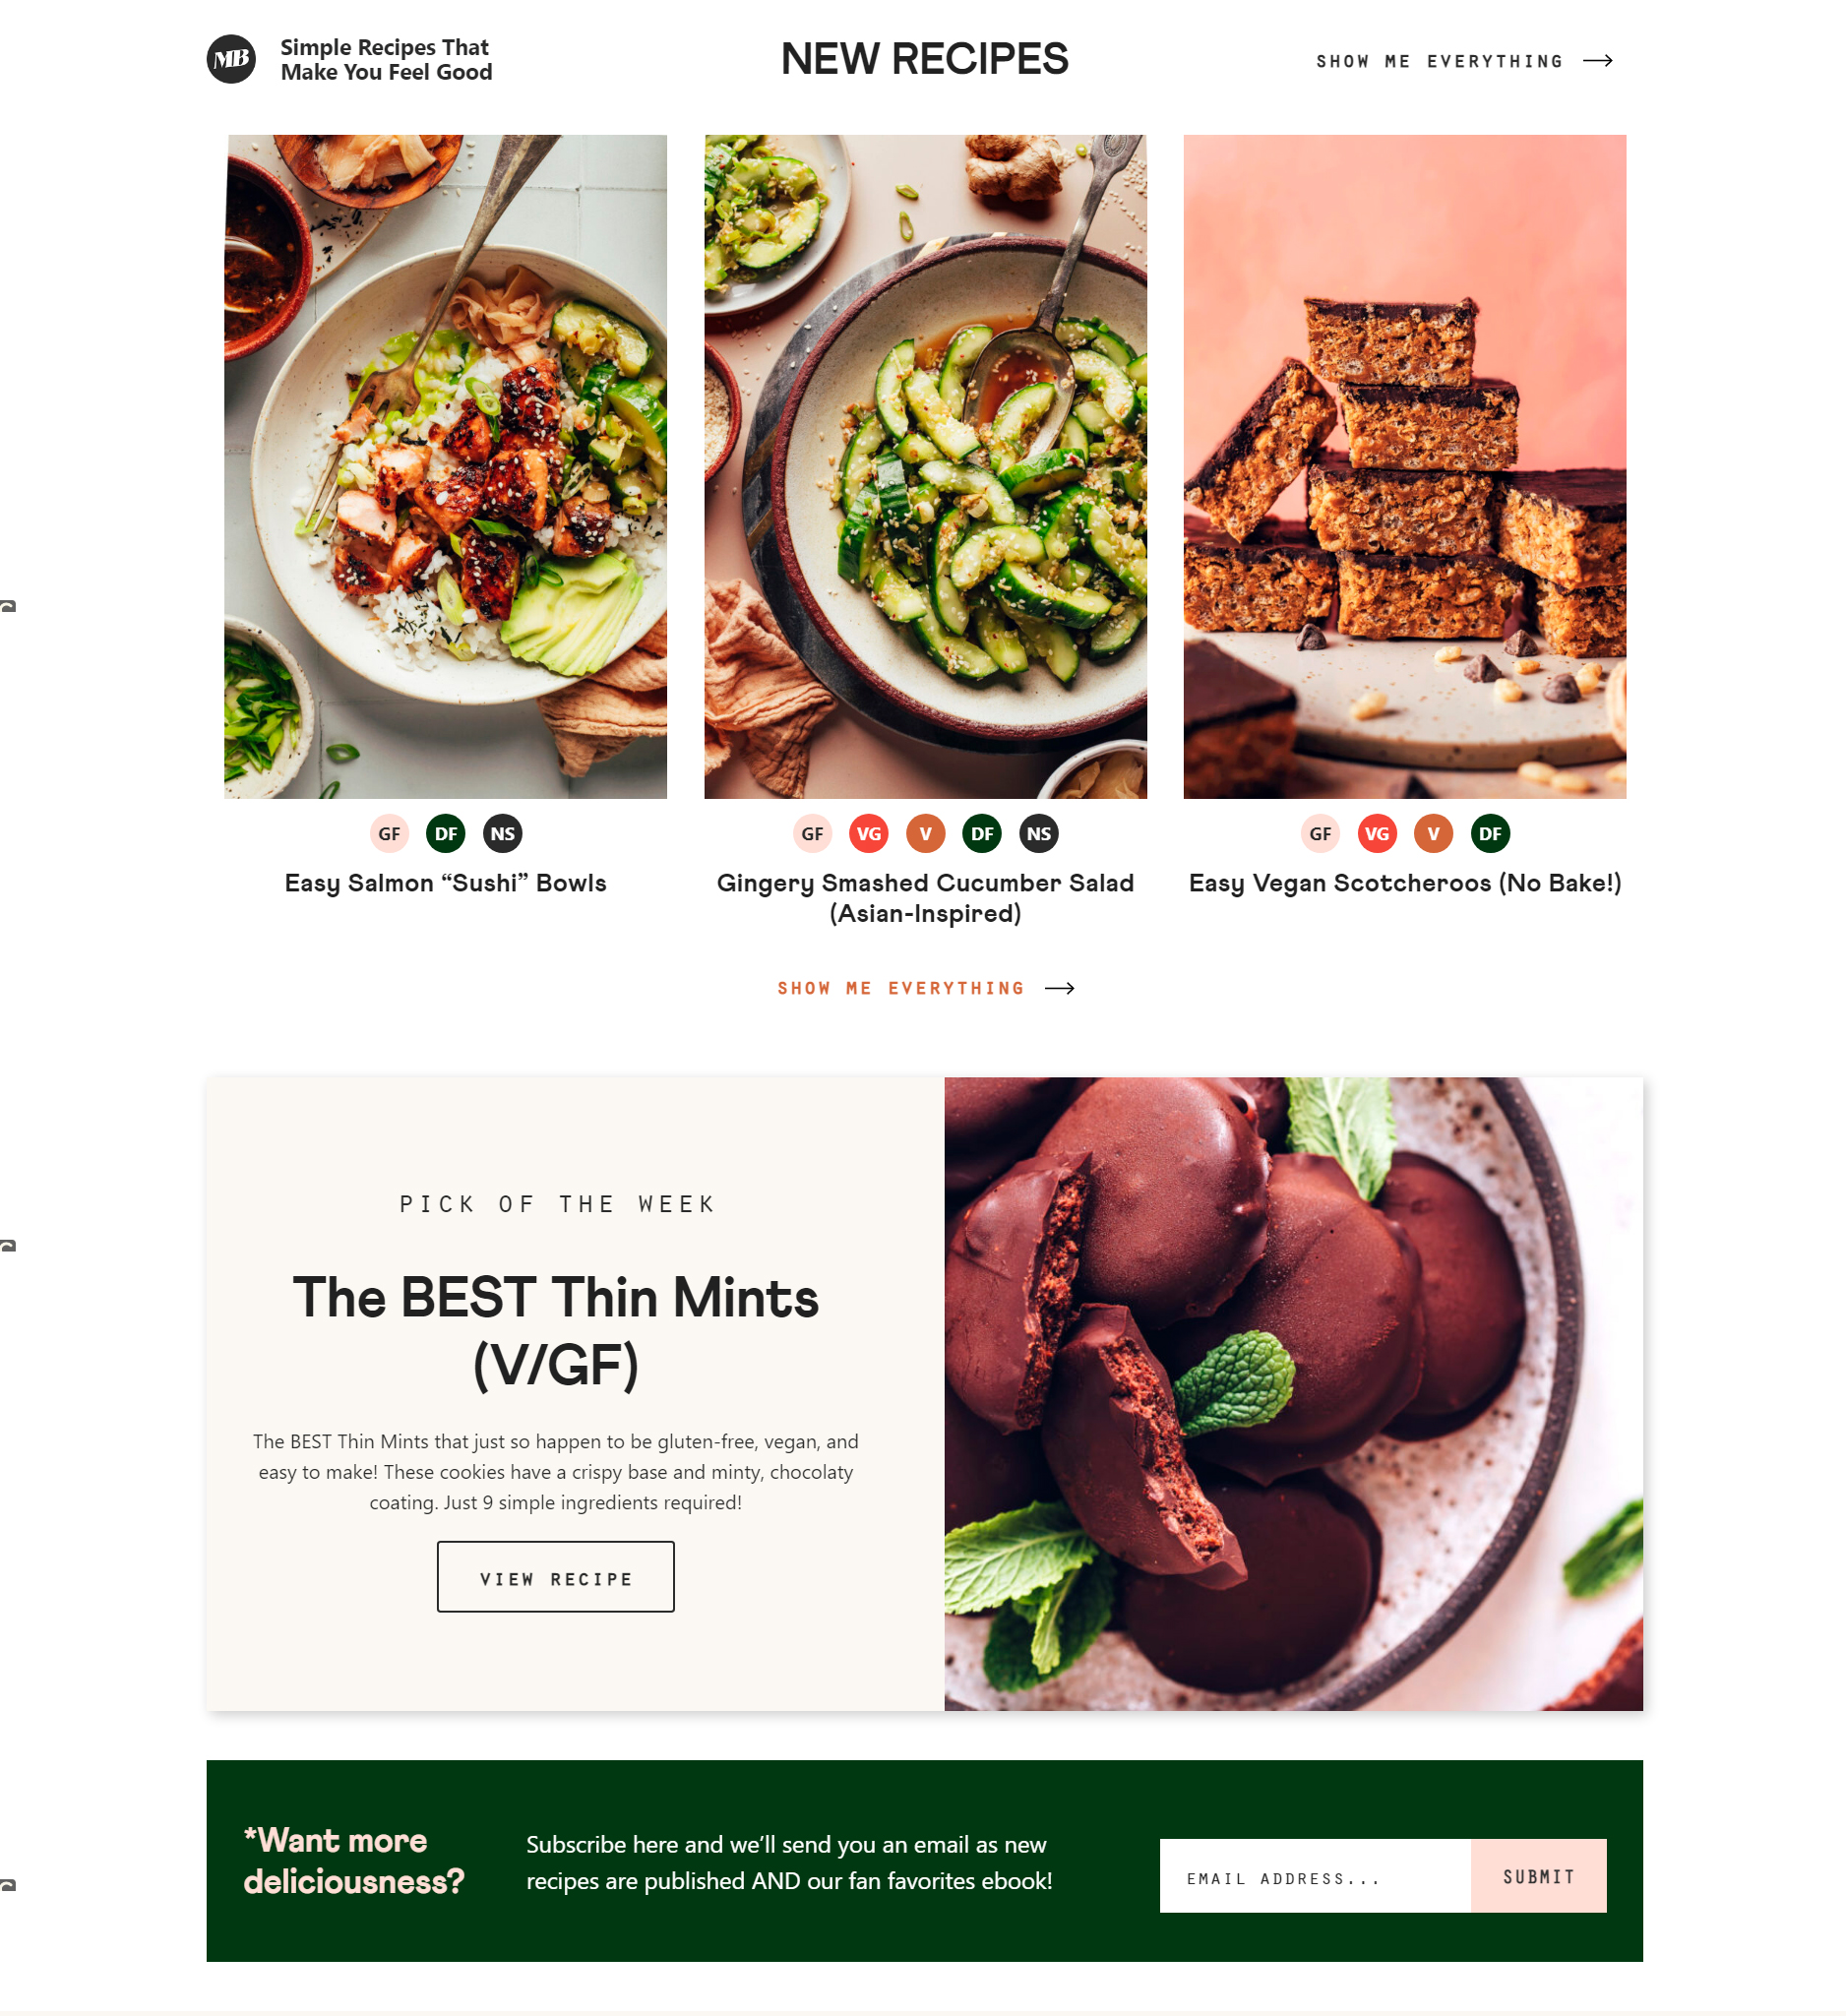 MB
Simple Recipes That
Make You Feel Good
NEW RECIPES
SHOW ME EVERYTHING
GF DF NS
Easy Salmon “Sushi” Bowls
GF VG V DF NS
Gingery Smashed Cucumber Salad
(Asian-Inspired)
GF VG V DF
Easy Vegan Scotcheroos (No Bake!)
SHOW ME EVERYTHING
PICK OF THE WEEK
The BEST Thin Mints
(V/GF)
The BEST Thin Mints that just so happen to be gluten-free, vegan, and
easy to make! These cookies have a crispy base and minty, chocolaty
coating. Just 9 simple ingredients required!
VIEW RECIPE
*Want more
deliciousness?
Subscribe here and we’ll send you an email as new
recipes are published AND our fan favorites ebook!
EMAIL ADDRESS...
SUBMIT